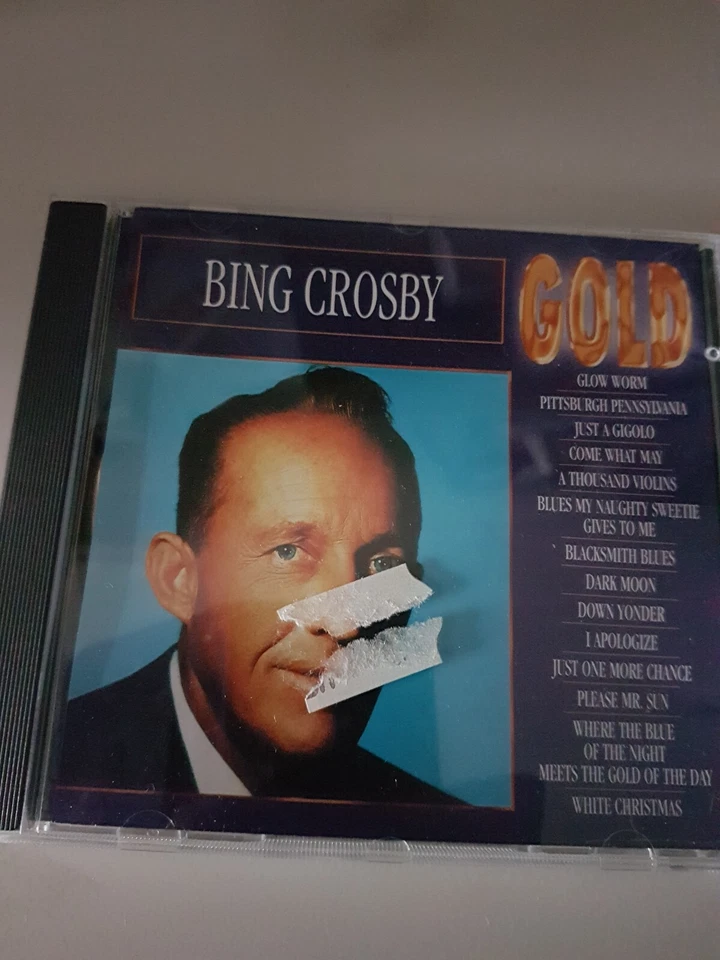 BING CROSBY
GOLD
GLOW WORM
PITTSBURGH PENNSYLVANIA
JUST A GIGOLO
COME WHAT MAY
A THOUSAND VIOLINS
BLUES MY NAUGHTY SWEETIE
GIVES TO ME
BLACKSMITH BLUES
DARK MOON
DOWN YONDER
I APOLOGIZE
JUST ONE MORE CHANCE
PLEASE MR. SUN
WHERE THE BLUE
OF THE NIGHT
MEETS THE GOLD OF THE DAY
WHITE CHRISTMAS